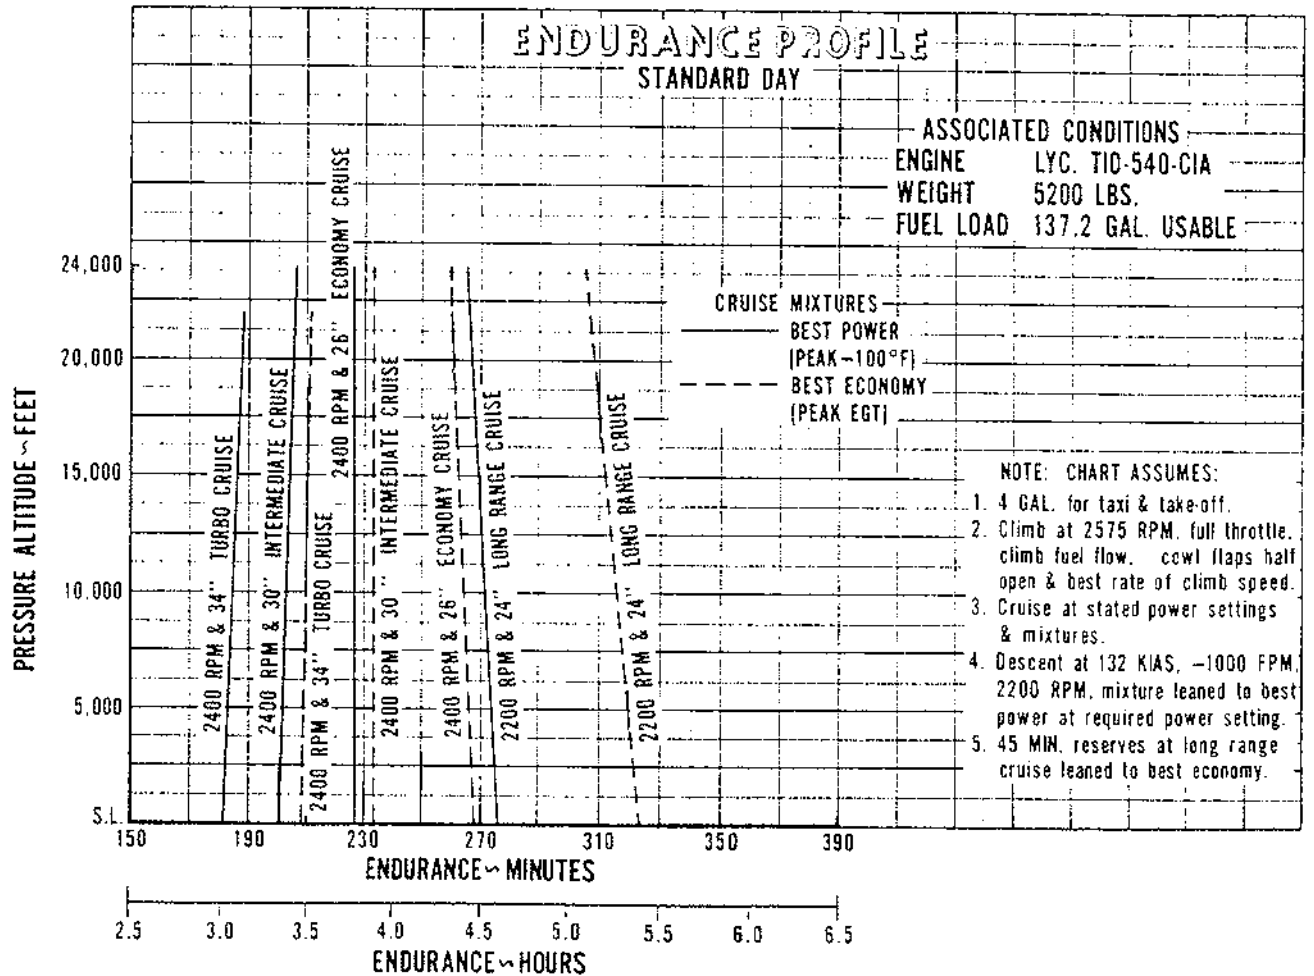 ENDURANCE PROFILE
STANDARD DAY
ASSOCIATED CONDITIONS
ENGINE LYC. TIO-540-C1A
WEIGHT 5200 LBS.
FUEL LOAD 137.2 GAL. USABLE
CRUISE MIXTURES
BEST POWER
(PEAK-100°F)
BEST ECONOMY
(PEAK EGT)
NOTE: CHART ASSUMES:
1. 4 GAL. for taxi & take-off.
2. Climb at 2575 RPM, full throttle,
climb fuel flow, cowl flaps half
open & best rate of climb speed.
3. Cruise at stated power settings
& mixtures.
4. Descent at 132 KIAS, -1000 FPM,
2200 RPM, mixture leaned to best
power at required power setting.
5. 45 MIN. reserves at long range
cruise leaned to best economy.
PRESSURE ALTITUDE ~ FEET
24,000
20,000
15,000
10,000
5,000
S.L.
2400 RPM & 34" TURBO CRUISE
2400 RPM & 30" INTERMEDIATE CRUISE
2400 RPM & 34" TURBO CRUISE
2400 RPM & 26" ECONOMY CRUISE
2400 RPM & 30" INTERMEDIATE CRUISE
2400 RPM & 26" ECONOMY CRUISE
2200 RPM & 24" LONG RANGE CRUISE
2200 RPM & 24" LONG RANGE CRUISE
150 190 230 270 310 350 390
ENDURANCE ~ MINUTES
2.5 3.0 3.5 4.0 4.5 5.0 5.5 6.0 6.5
ENDURANCE ~ HOURS